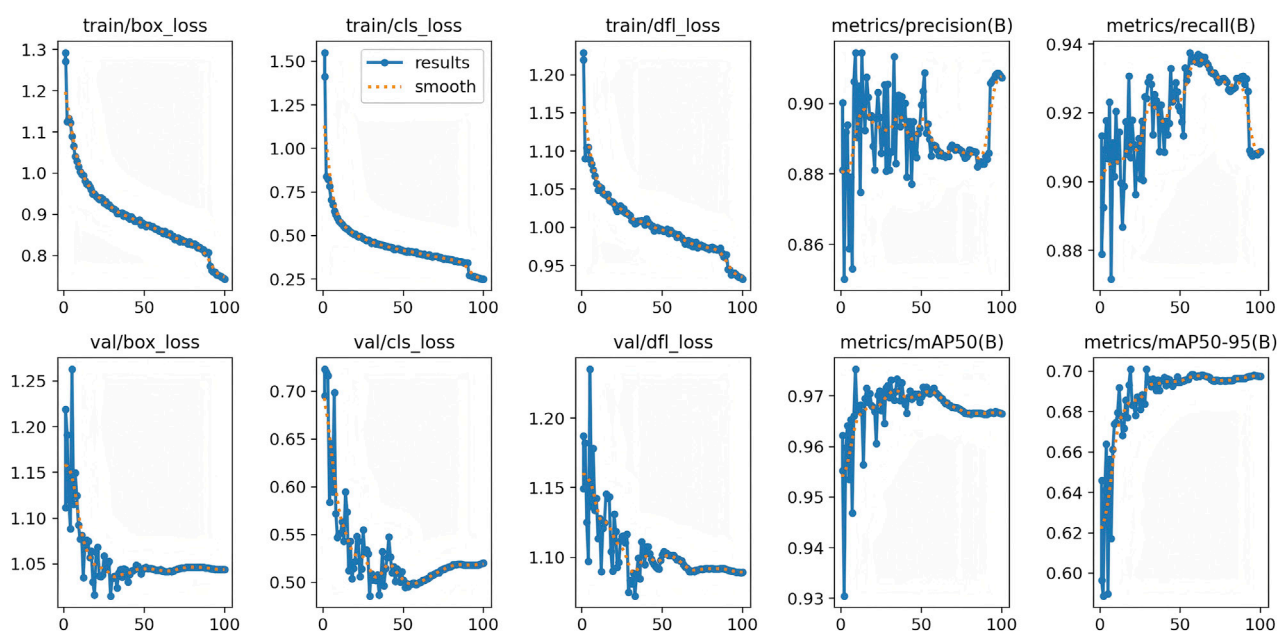 train/box_loss
train/cls_loss
train/dfl_loss
metrics/precision(B)
metrics/recall(B)
1.3
1.2
1.1
1.0
0.9
0.8
0 50 100
1.50
1.25
1.00
0.75
0.50
0.25
0 50 100
results
smooth
1.20
1.15
1.10
1.05
1.00
0.95
0 50 100
0.90
0.88
0.86
0 50 100
0.94
0.92
0.90
0.88
0 50 100
val/box_loss
val/cls_loss
val/dfl_loss
metrics/mAP50(B)
metrics/mAP50-95(B)
1.25
1.20
1.15
1.10
1.05
0 50 100
0.70
0.65
0.60
0.55
0.50
0 50 100
1.20
1.15
1.10
0 50 100
0.97
0.96
0.95
0.94
0.93
0 50 100
0.70
0.68
0.66
0.64
0.62
0.60
0 50 100